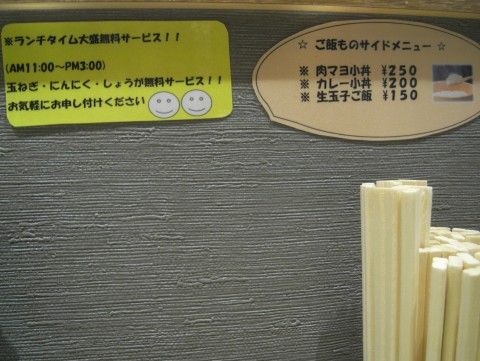 ※ランチタイム大盛無料サービス！！
(AM11:00～PM3:00)
玉ねぎ・にんにく・しょうが無料サービス！！
お気軽にお申し付けください
☆ ご飯ものサイドメニュー ☆
※ 肉マヨ小丼 ¥250
※ カレー小丼 ¥200
※ 生玉子ご飯 ¥150